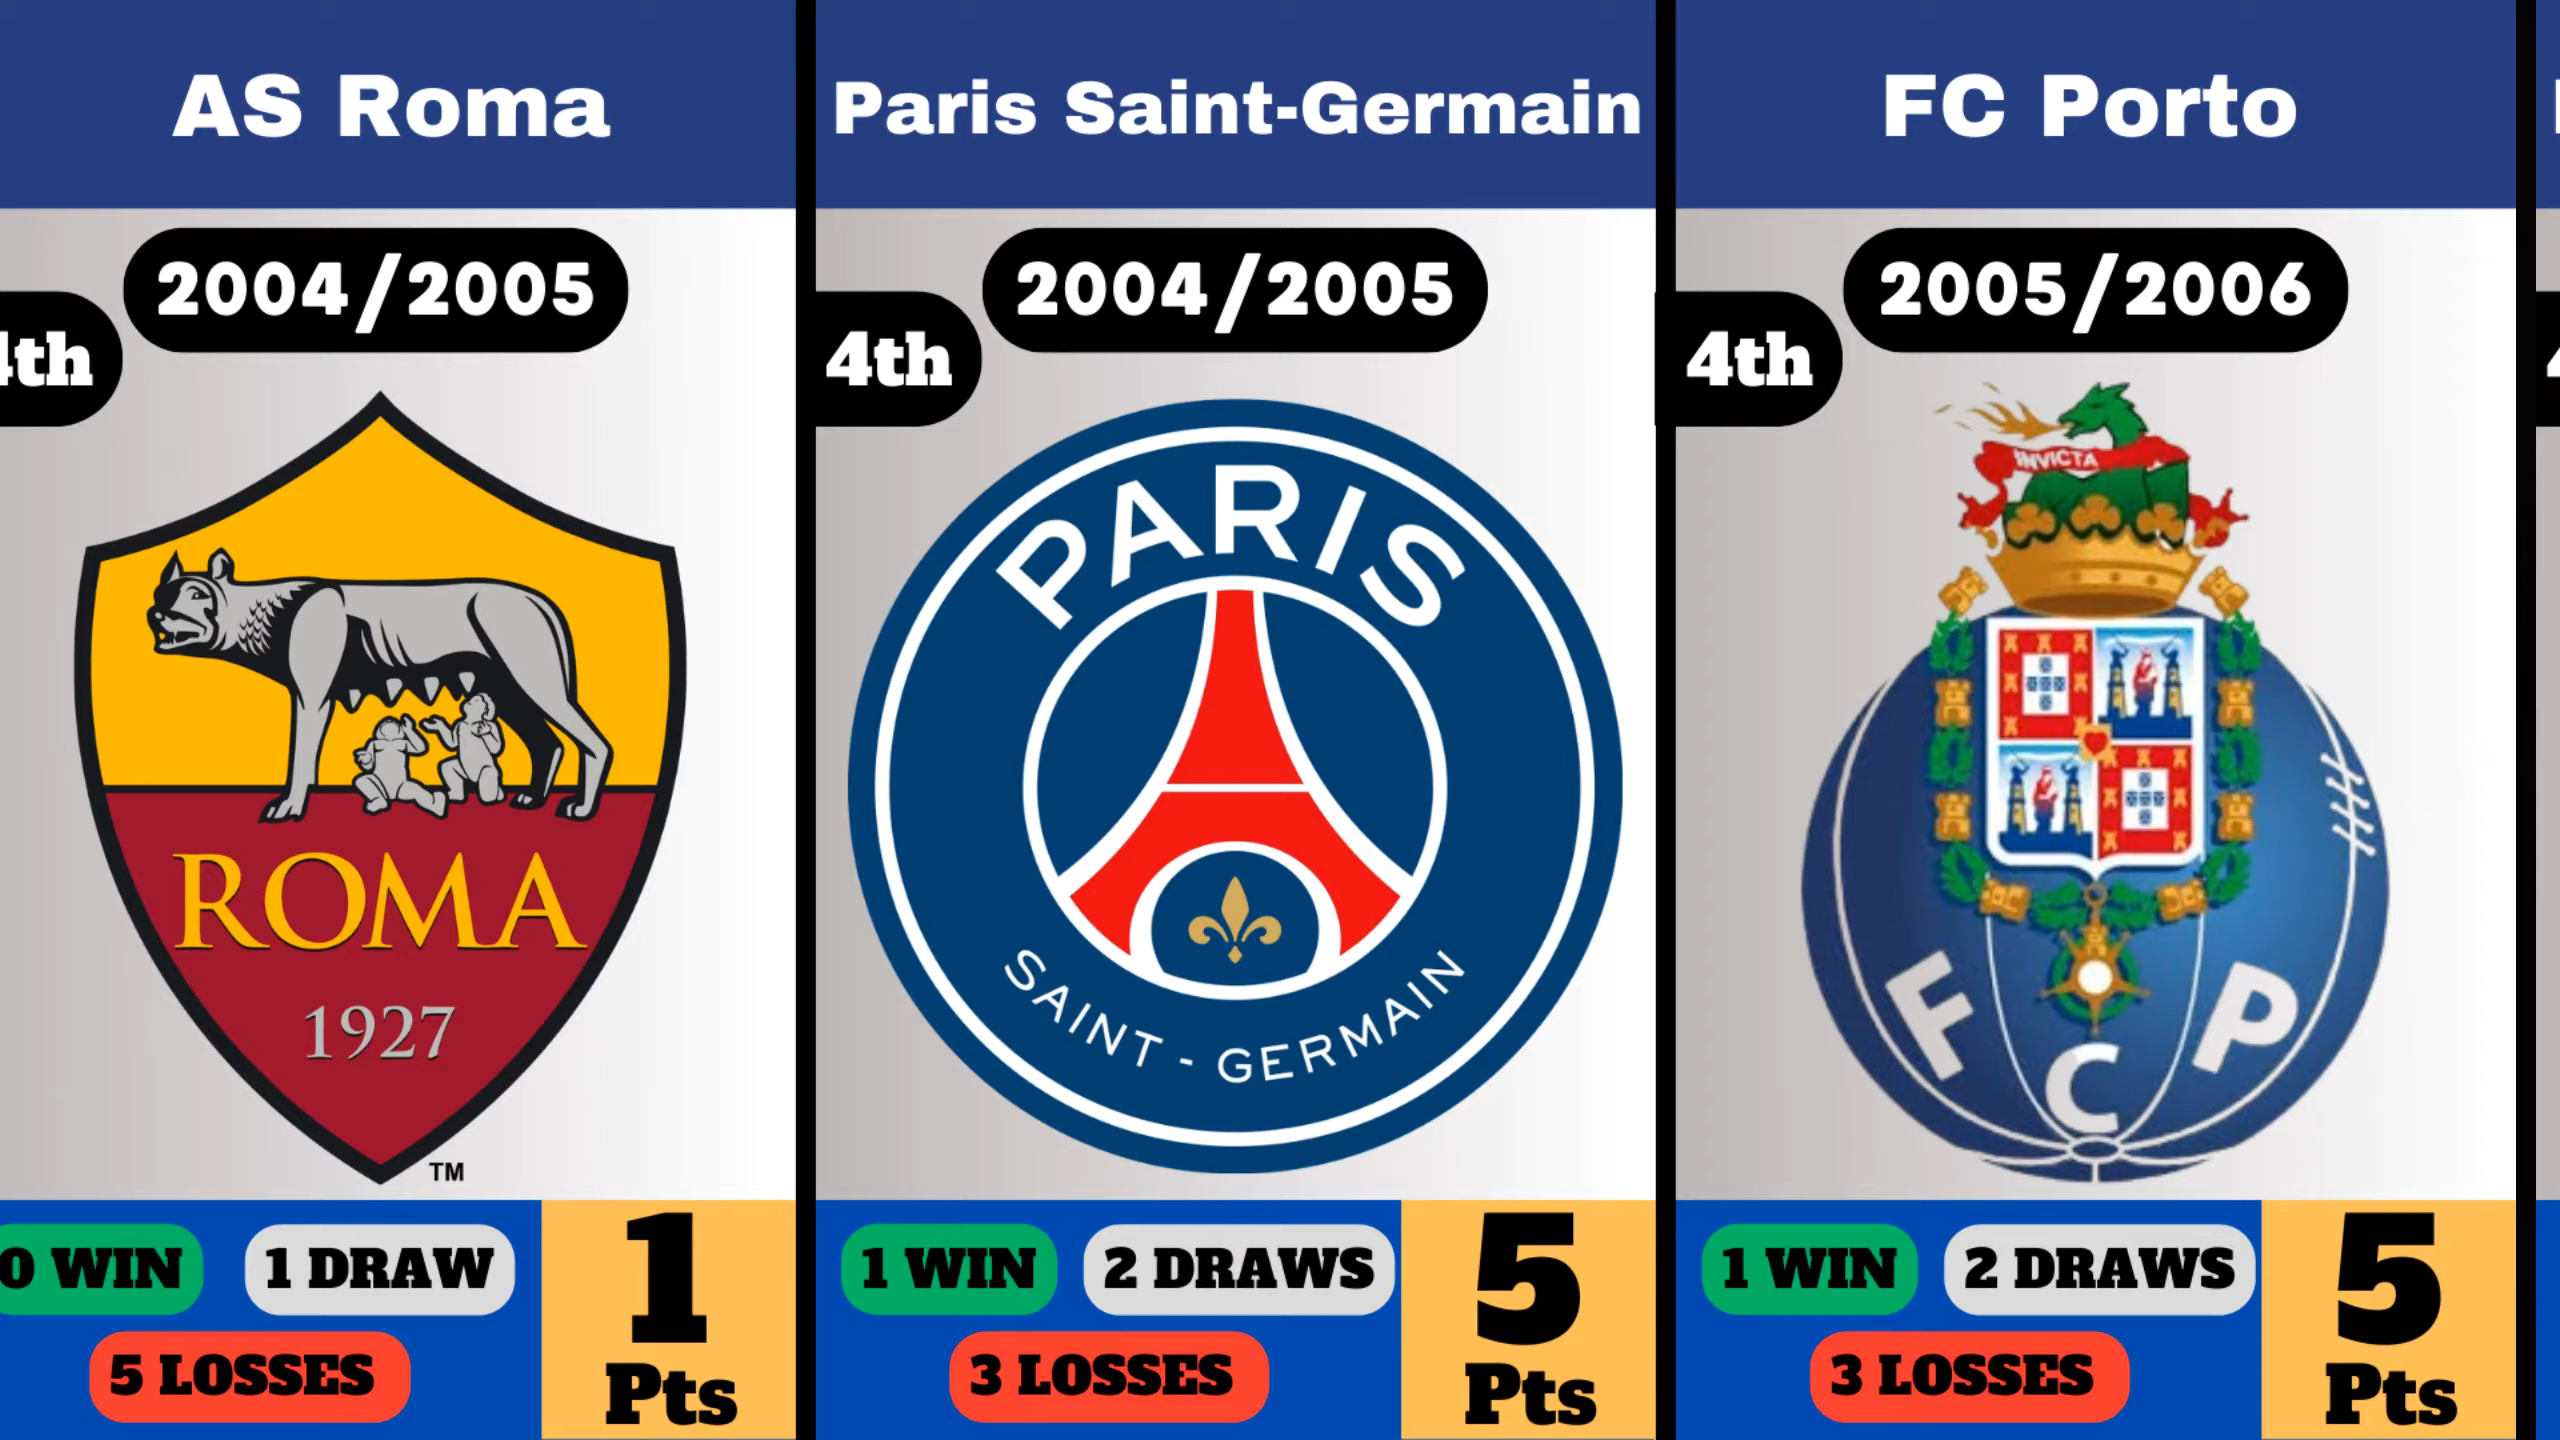 AS Roma
2004/2005
4th
ROMA
1927
TM
0 WIN
1 DRAW
5 LOSSES
1
Pts
Paris Saint-Germain
2004/2005
4th
PARIS
SAINT-GERMAIN
1 WIN
2 DRAWS
3 LOSSES
5
Pts
FC Porto
2005/2006
4th
INVICTA
FCP
1 WIN
2 DRAWS
3 LOSSES
5
Pts